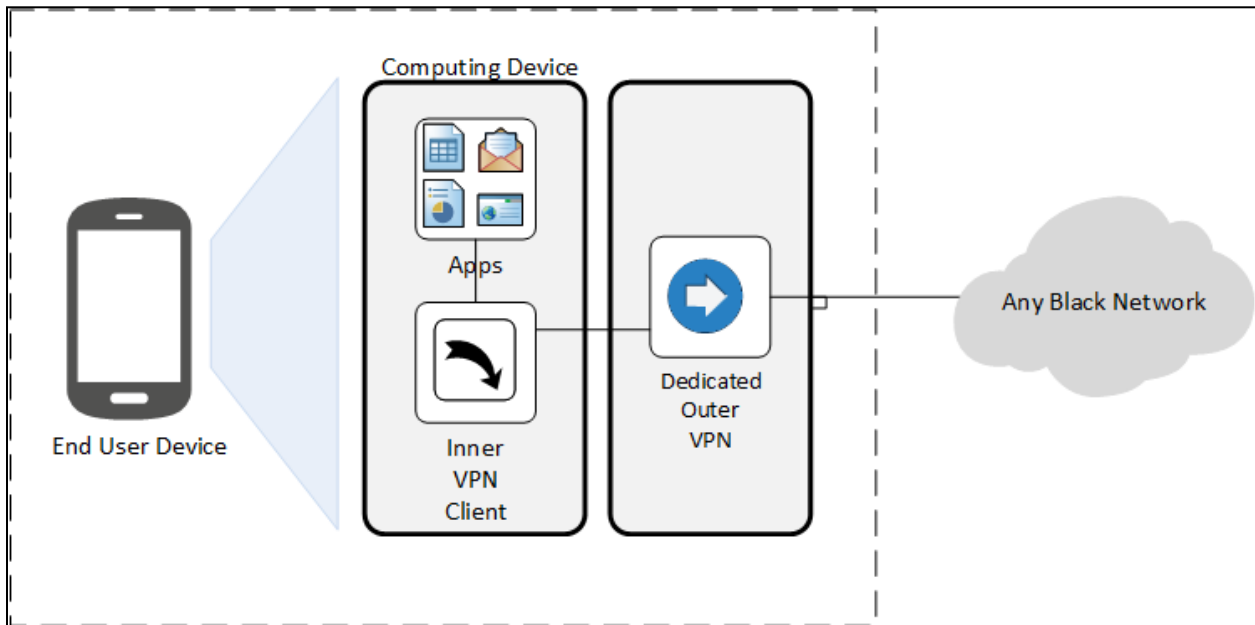 Computing Device
Apps
End User Device
Inner
VPN
Client
Dedicated
Outer
VPN
Any Black Network